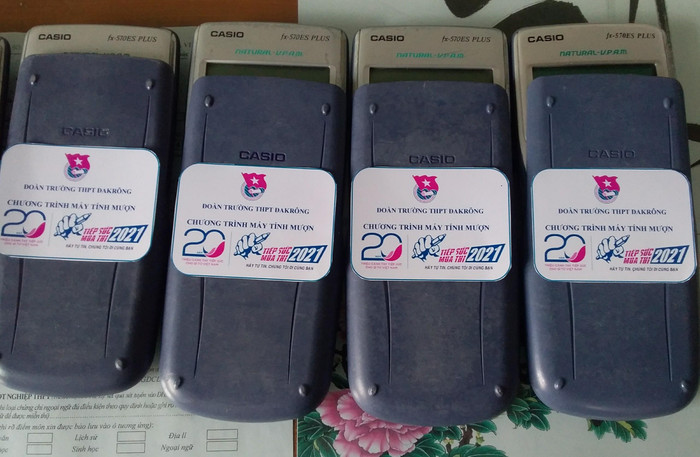 CASIO fx-570ES PLUS
CASIO fx-570ES PLUS
NATURAL-V.P.A.M.
CASIO fx-570ES PLUS
NATURAL-V.P.A.M.
CASIO fx-570ES PLUS
NATURAL-V.P.A.M.
CASIO
CASIO
CASIO
CASIO
ĐOÀN TRƯỜNG THPT ĐAKRÔNG
CHƯƠNG TRÌNH MÁY TÍNH MƯỢN
20
TIẾP SỨC
MÙA THI 2021
HÃY TỰ TIN, CHÚNG TÔI ĐI CÙNG BẠN
ĐOÀN TRƯỜNG THPT ĐAKRÔNG
CHƯƠNG TRÌNH MÁY TÍNH MƯỢN
20
TIẾP SỨC
MÙA THI 2021
HÃY TỰ TIN, CHÚNG TÔI ĐI CÙNG BẠN
ĐOÀN TRƯỜNG THPT ĐAKRÔNG
CHƯƠNG TRÌNH MÁY TÍNH MƯỢN
20
TIẾP SỨC
MÙA THI 2021
HÃY TỰ TIN, CHÚNG TÔI ĐI CÙNG BẠN
ĐOÀN TRƯỜNG THPT ĐAKRÔNG
CHƯƠNG TRÌNH MÁY TÍNH MƯỢN
20
TIẾP SỨC
MÙA THI 2021
HÃY TỰ TIN, CHÚNG TÔI ĐI CÙNG BẠN
T NGHIỆP THPT
Lịch sử Địa lí
Sinh học Ngoại ngữ